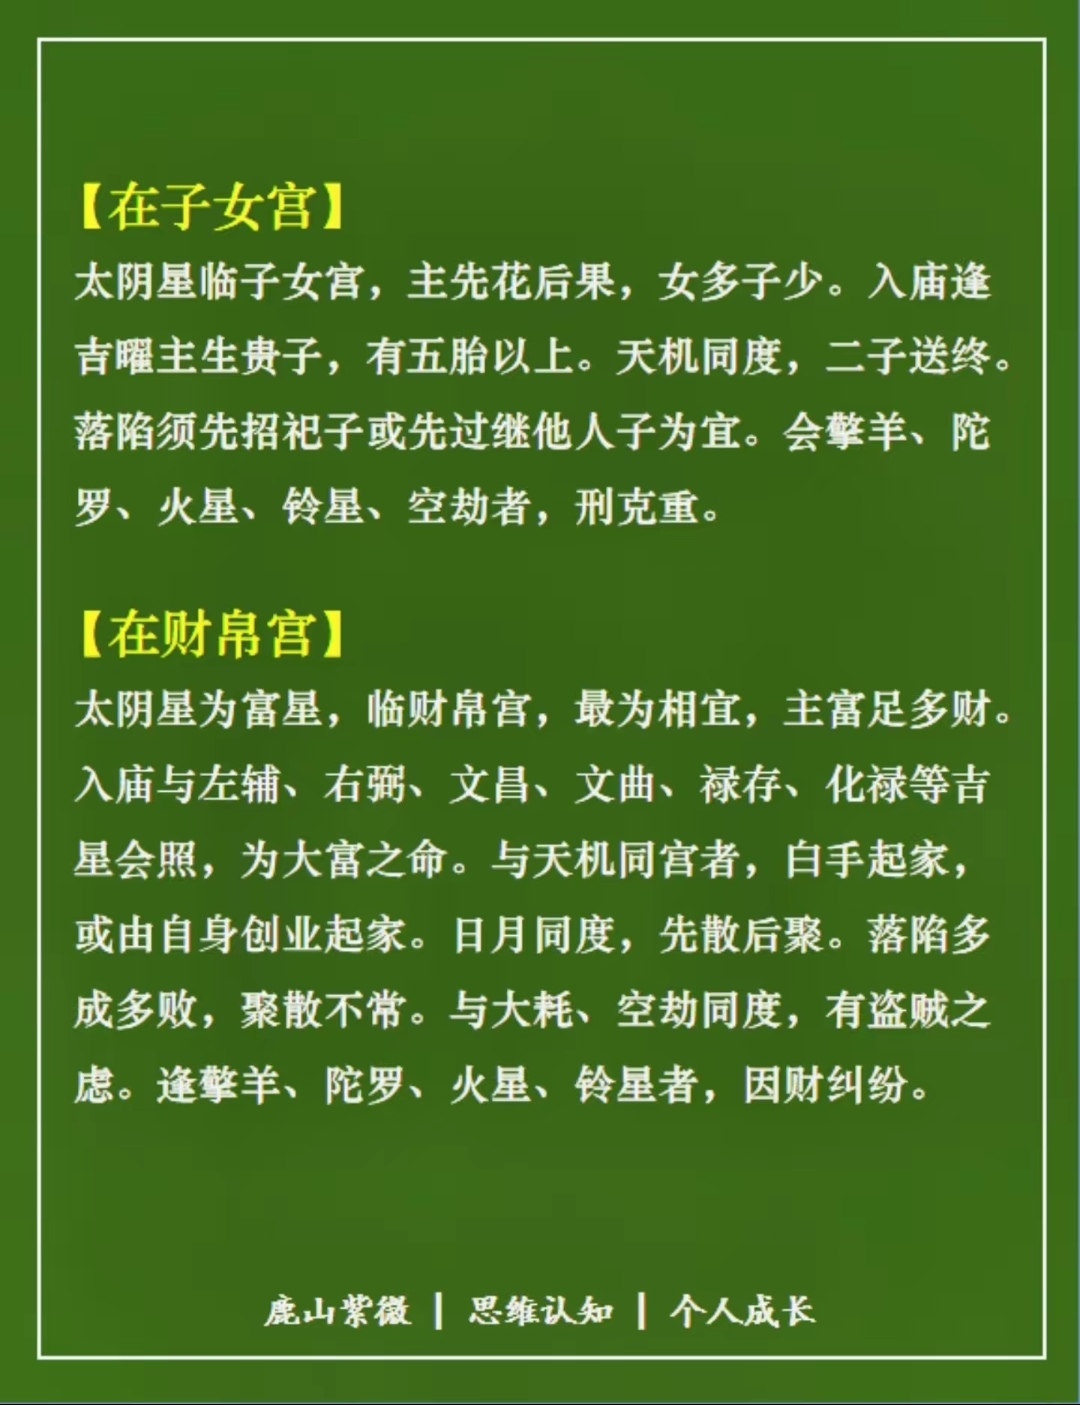 【在子女宫】
太阴星临子女宫，主先花后果，女多子少。入庙逢
吉曜主生贵子，有五胎以上。天机同度，二子送终。
落陷须先招祀子或先过继他人子为宜。会擎羊、陀
罗、火星、铃星、空劫者，刑克重。
【在财帛宫】
太阴星为富星，临财帛宫，最为相宜，主富足多财。
入庙与左辅、右弼、文昌、文曲、禄存、化禄等吉
星会照，为大富之命。与天机同宫者，白手起家，
或由自身创业起家。日月同度，先散后聚。落陷多
成多败，聚散不常。与大耗、空劫同度，有盗贼之
虑。逢擎羊、陀罗、火星、铃星者，因财纠纷。
鹿山紫微 | 思维认知 | 个人成长